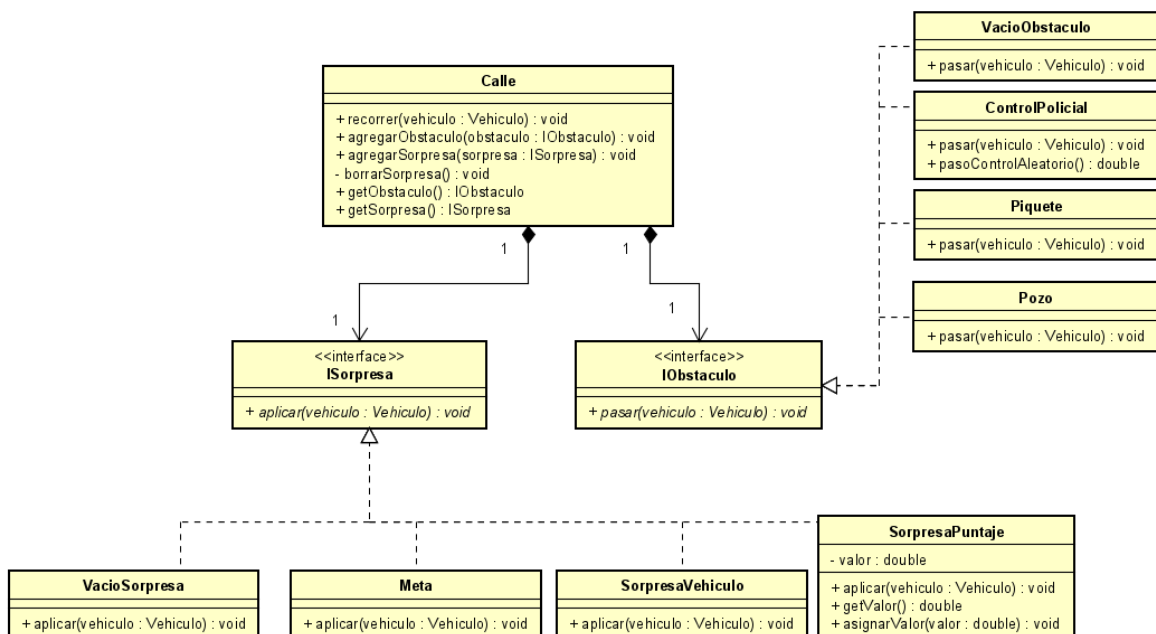 Calle
+ recorrer(vehiculo : Vehiculo) : void
+ agregarObstaculo(obstaculo : IObstaculo) : void
+ agregarSorpresa(sorpresa : ISorpresa) : void
- borrarSorpresa() : void
+ getObstaculo() : IObstaculo
+ getSorpresa() : ISorpresa
1
1
1
1
VacioObstaculo
+ pasar(vehiculo : Vehiculo) : void
ControlPolicial
+ pasar(vehiculo : Vehiculo) : void
+ pasoControlAleatorio() : double
Piquete
+ pasar(vehiculo : Vehiculo) : void
Pozo
+ pasar(vehiculo : Vehiculo) : void
<<interface>>
ISorpresa
+ aplicar(vehiculo : Vehiculo) : void
<<interface>>
IObstaculo
+ pasar(vehiculo : Vehiculo) : void
VacioSorpresa
+ aplicar(vehiculo : Vehiculo) : void
Meta
+ aplicar(vehiculo : Vehiculo) : void
SorpresaVehiculo
+ aplicar(vehiculo : Vehiculo) : void
SorpresaPuntaje
- valor : double
+ aplicar(vehiculo : Vehiculo) : void
+ getValor() : double
+ asignarValor(valor : double) : void